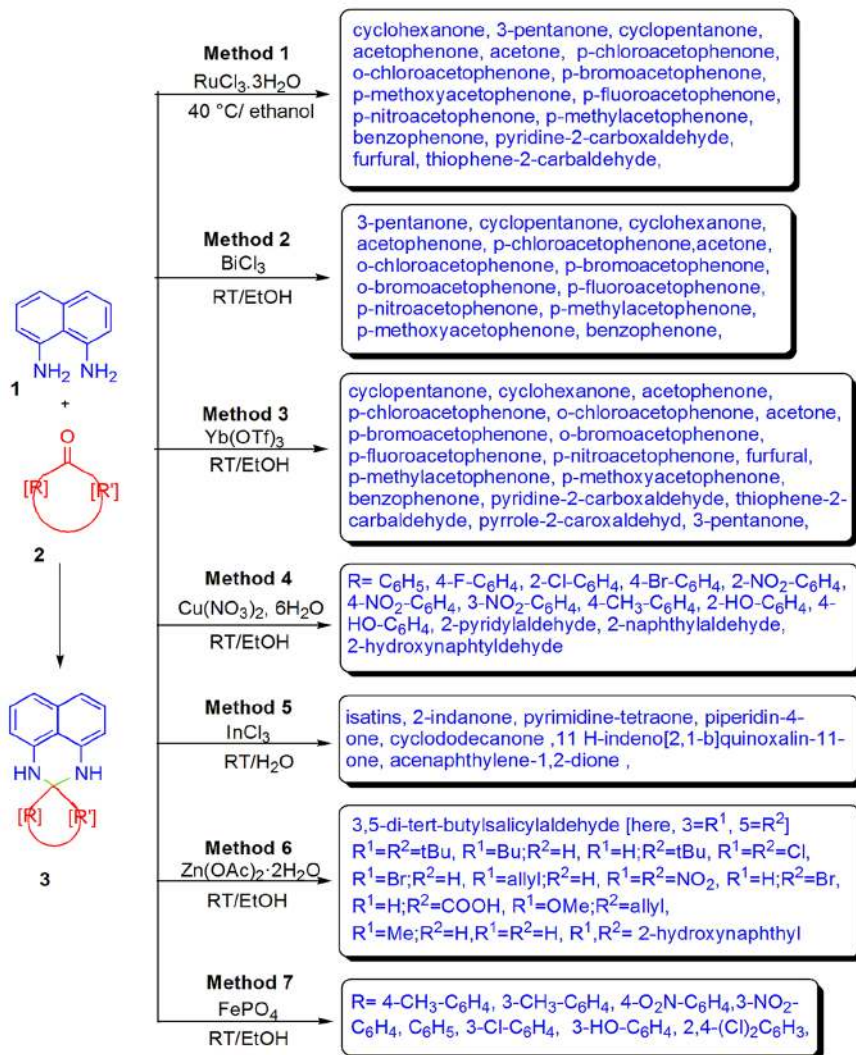 Method 1
RuCl₃.3H₂O
40 °C/ ethanol
cyclohexanone, 3-pentanone, cyclopentanone,
acetophenone, acetone, p-chloroacetophenone,
o-chloroacetophenone, p-bromoacetophenone,
p-methoxyacetophenone, p-fluoroacetophenone,
p-nitroacetophenone, p-methylacetophenone,
benzophenone, pyridine-2-carboxaldehyde,
furfural, thiophene-2-carbaldehyde,
Method 2
BiCl₃
RT/EtOH
3-pentanone, cyclopentanone, cyclohexanone,
acetophenone, p-chloroacetophenone,acetone,
o-chloroacetophenone, p-bromoacetophenone,
o-bromoacetophenone, p-fluoroacetophenone,
p-nitroacetophenone, p-methylacetophenone,
p-methoxyacetophenone, benzophenone,
NH₂ NH₂
1
+
O
[R] [R']
2
Method 3
Yb(OTf)₃
RT/EtOH
cyclopentanone, cyclohexanone, acetophenone,
p-chloroacetophenone, o-chloroacetophenone, acetone,
p-bromoacetophenone, o-bromoacetophenone,
p-fluoroacetophenone, p-nitroacetophenone, furfural,
p-methylacetophenone, p-methoxyacetophenone,
benzophenone, pyridine-2-carboxaldehyde, thiophene-2-
carbaldehyde, pyrrole-2-caroxaldehyd, 3-pentanone,
Method 4
Cu(NO₃)₂, 6H₂O
RT/EtOH
R= C₆H₅, 4-F-C₆H₄, 2-Cl-C₆H₄, 4-Br-C₆H₄, 2-NO₂-C₆H₄,
4-NO₂-C₆H₄, 3-NO₂-C₆H₄, 4-CH₃-C₆H₄, 2-HO-C₆H₄, 4-
HO-C₆H₄, 2-pyridylaldehyde, 2-naphthylaldehyde,
2-hydroxynaphtyldehyde
Method 5
InCl₃
RT/H₂O
isatins, 2-indanone, pyrimidine-tetraone, piperidin-4-
one, cyclododecanone ,11 H-indeno[2,1-b]quinoxalin-11-
one, acenaphthylene-1,2-dione ,
HN NH
[R] [R']
3
Method 6
Zn(OAc)₂·2H₂O
RT/EtOH
3,5-di-tert-butylsalicylaldehyde [here, 3=R¹, 5=R²]
R¹=R²=tBu, R¹=Bu;R²=H, R¹=H;R²=tBu, R¹=R²=Cl,
R¹=Br;R²=H, R¹=allyl;R²=H, R¹=R²=NO₂, R¹=H;R²=Br,
R¹=H;R²=COOH, R¹=OMe;R²=allyl,
R¹=Me;R²=H,R¹=R²=H, R¹,R²= 2-hydroxynaphthyl
Method 7
FePO₄
RT/EtOH
R= 4-CH₃-C₆H₄, 3-CH₃-C₆H₄, 4-O₂N-C₆H₄,3-NO₂-
C₆H₄, C₆H₅, 3-Cl-C₆H₄, 3-HO-C₆H₄, 2,4-(Cl)₂C₆H₃,